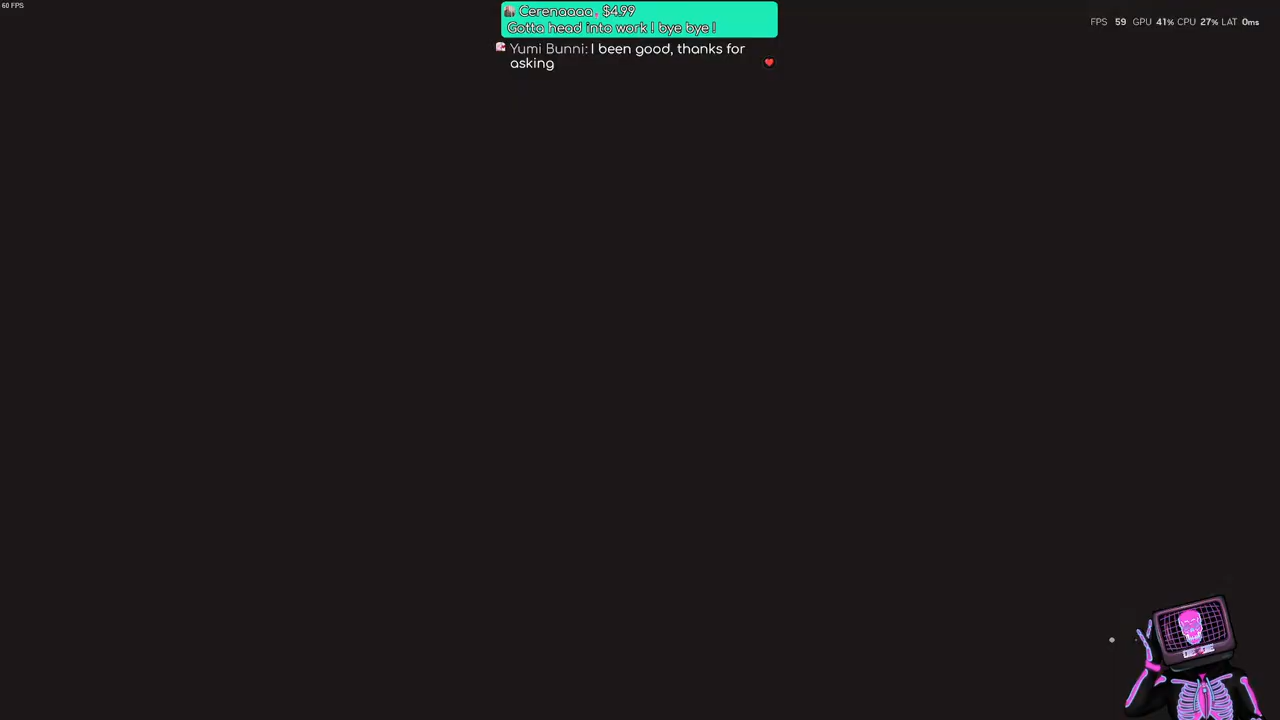 60 FPS
Cerenaaaa, $4.99
Gotta head into work ! bye bye !
FPS 59 GPU 41% CPU 27% LAT 0ms
Yumi Bunni: I been good, thanks for
asking